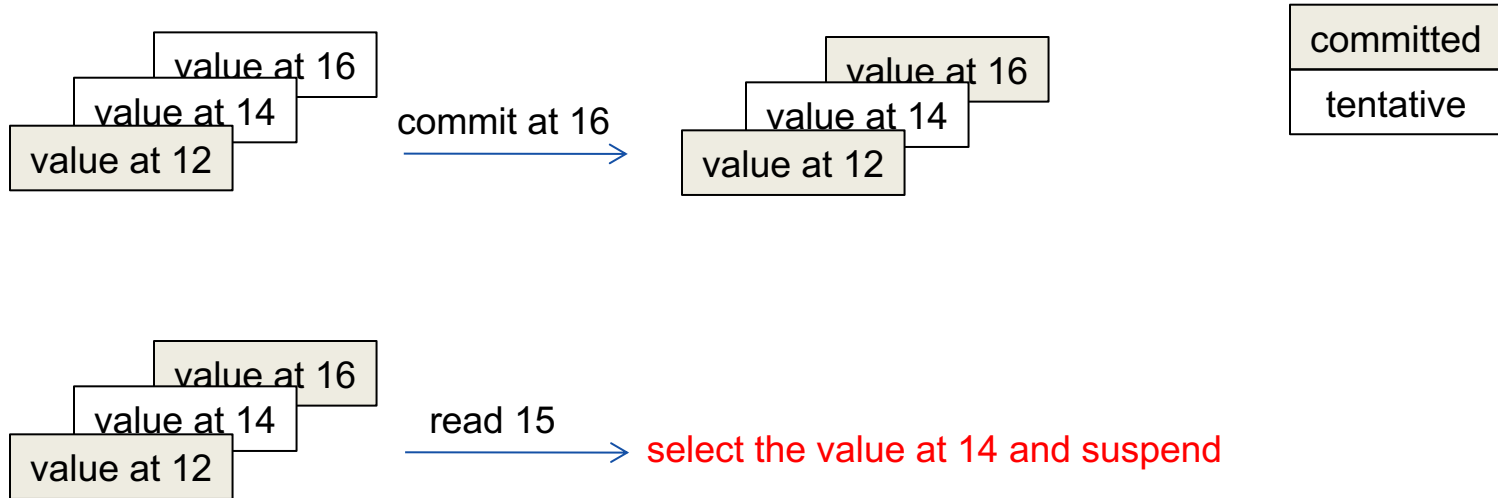 value at 16
value at 14
value at 12
commit at 16
value at 16
value at 14
value at 12
committed
tentative
value at 16
value at 14
value at 12
read 15
select the value at 14 and suspend